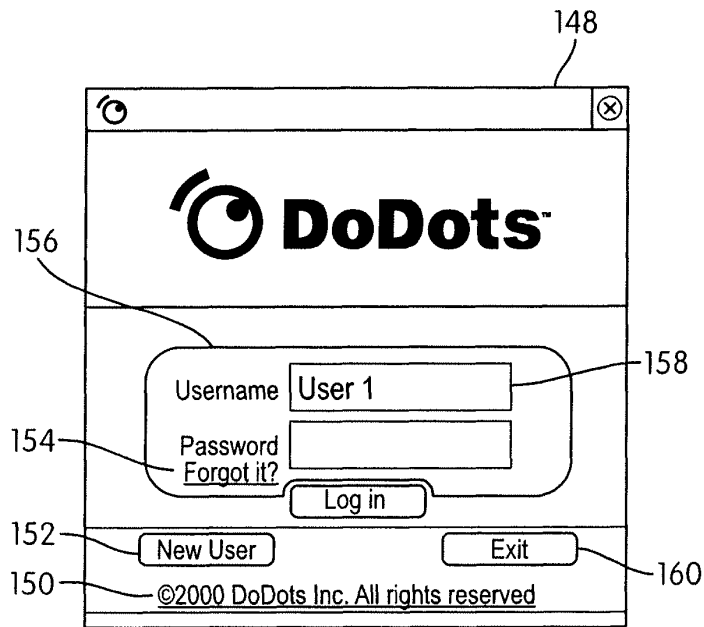 148
DoDots™
156
Username User 1 158
154 Password
Forgot it?
Log in
152 New User Exit 160
150 ©2000 DoDots Inc. All rights reserved